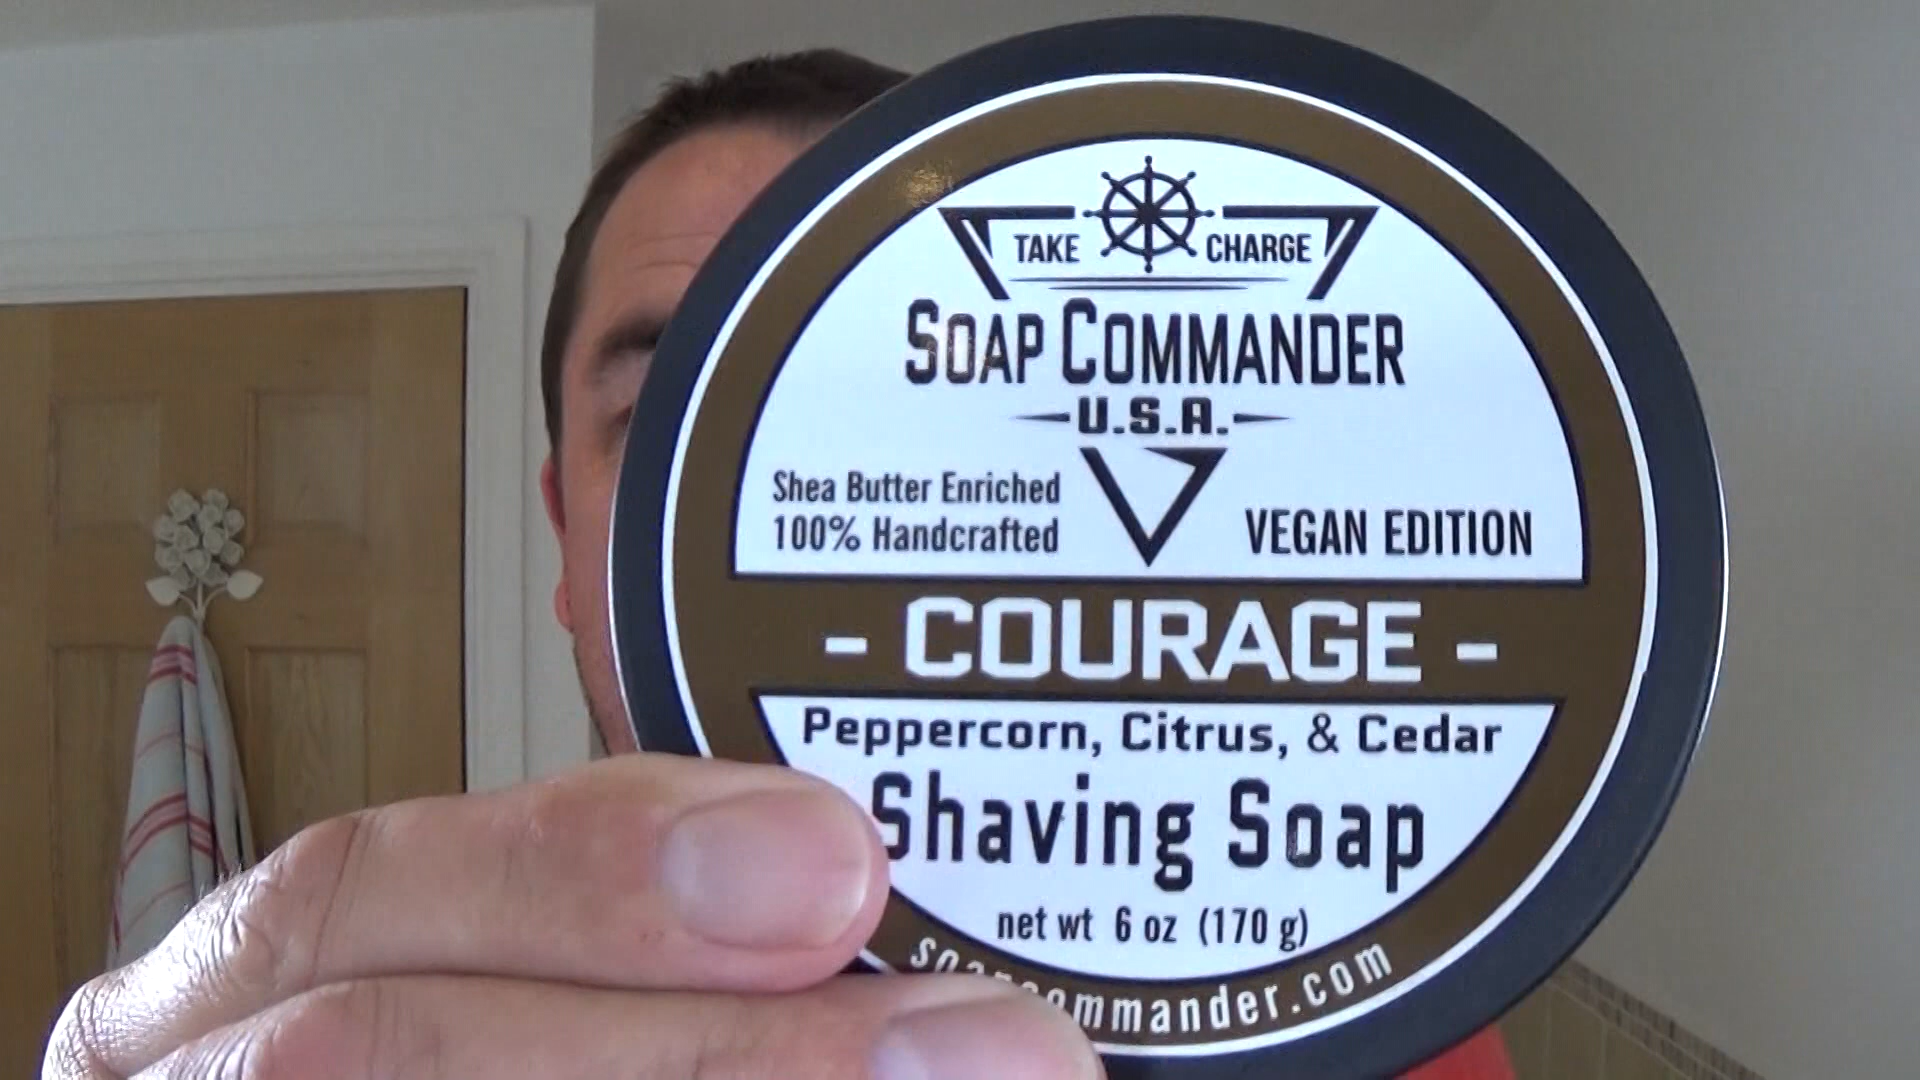 TAKE CHARGE
SOAP COMMANDER
U.S.A.
Shea Butter Enriched
100% Handcrafted
VEGAN EDITION
- COURAGE -
Peppercorn, Citrus, & Cedar
Shaving Soap
net wt 6 oz (170 g)